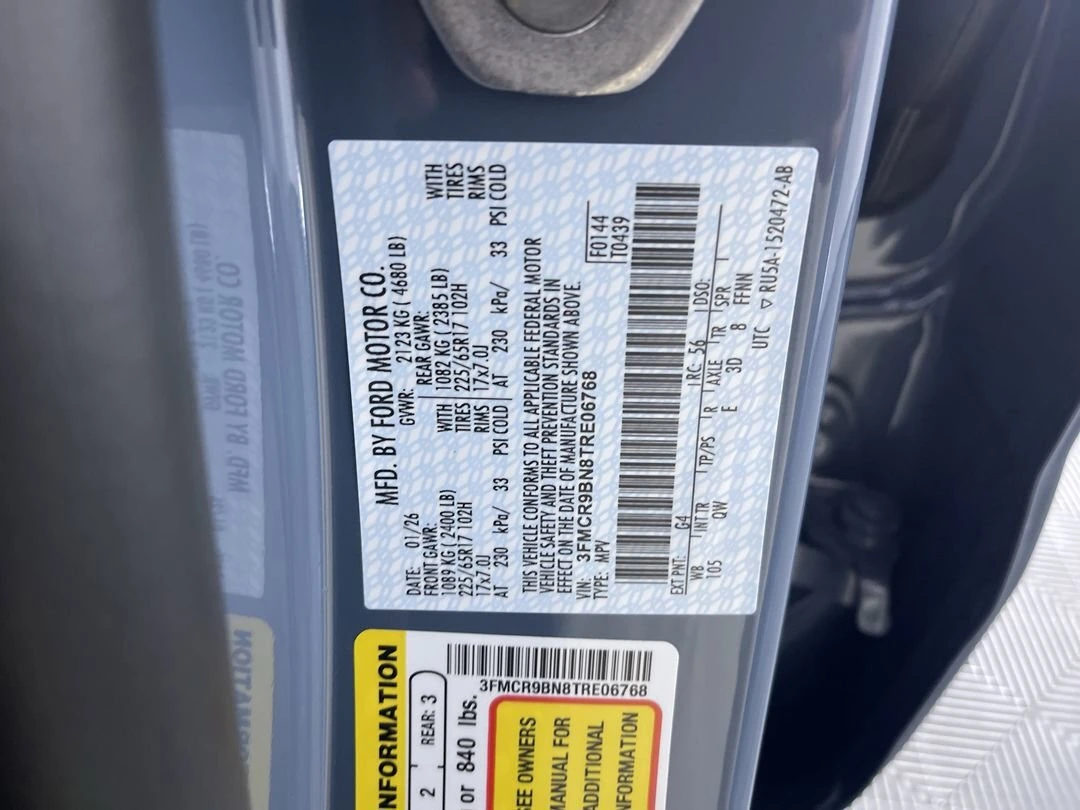 MFD. BY FORD MOTOR CO.
DATE: 01/26 GVWR: 2123 KG ( 4680 LB)
FRONT GAWR: REAR GAWR:
1089 KG ( 2400 LB) WITH 1082 KG ( 2385 LB) WITH
225/65R17 102H TIRES 225/65R17 102H TIRES
17x7.0J RIMS 17x7.0J RIMS
AT 230 kPa/ 33 PSI COLD AT 230 kPa/ 33 PSI COLD
THIS VEHICLE CONFORMS TO ALL APPLICABLE FEDERAL MOTOR
VEHICLE SAFETY AND THEFT PREVENTION STANDARDS IN
EFFECT ON THE DATE OF MANUFACTURE SHOWN ABOVE.
VIN: 3FMCR9BN8TRE06768
TYPE: MPV
F0144
T0439
EXT PNT: G4 RC: 56 DSO:
WB INT TR TP/PS R AXLE TR SPR
105 QW E 3D 8 FFNN
UTC ▽ RU5A-1520472-AB
NFORMATION
2 REAR: 3
or 840 lbs.
3FMCR9BN8TRE06768
SEE OWNERS
MANUAL FOR
ADDITIONAL
INFORMATION